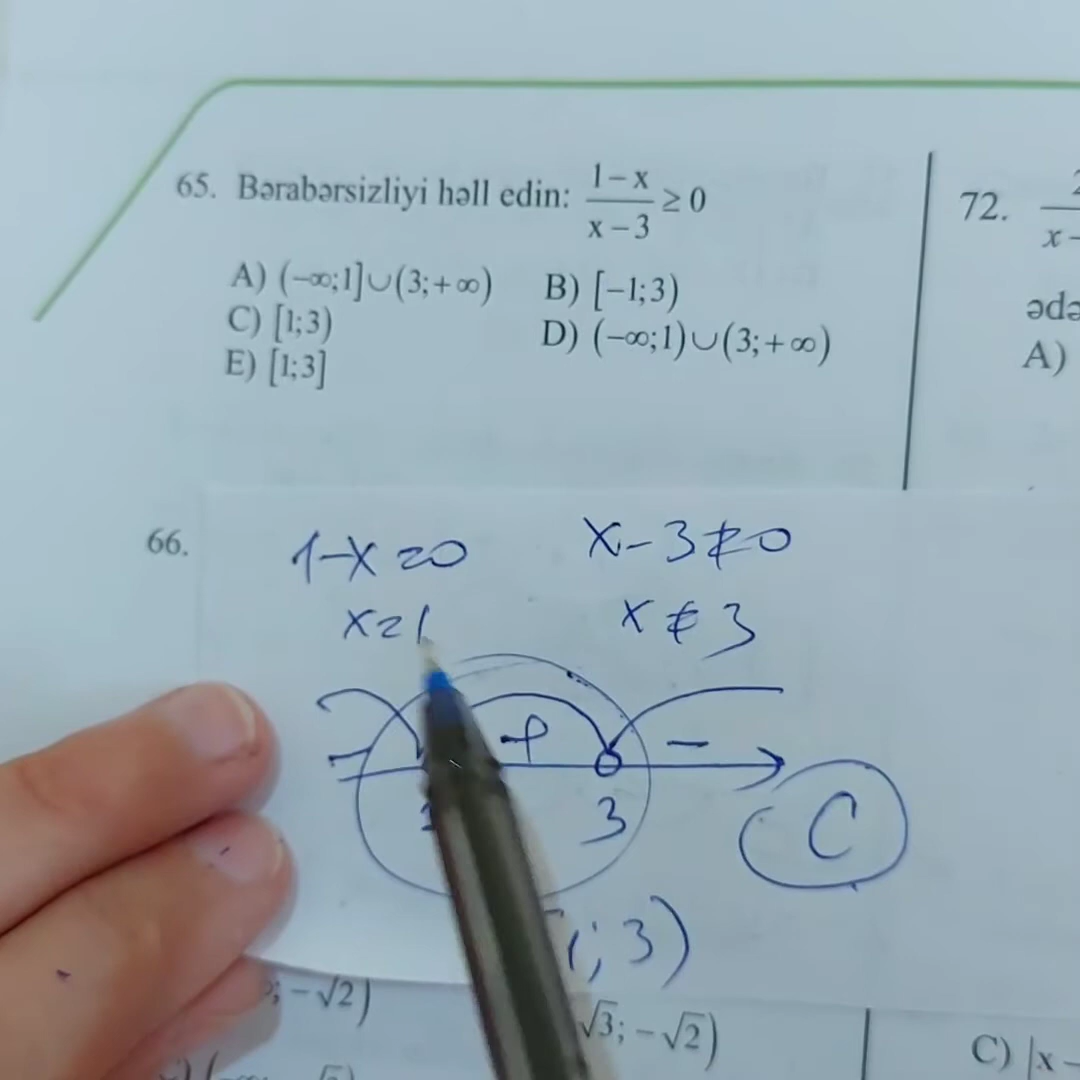 65. Bərabərsizliyi həll edin: (1-x)/(x-3) ≥ 0
A) (-∞;1]∪(3;+∞) B) [-1;3)
C) [1;3) D) (-∞;1)∪(3;+∞)
E) [1;3]
72.
ədə
A)
66.
1-x=0 x-3≠0
x=1 x≠3
- + -
3
C
1;3)
;-√2) √3;-√2)
C) |x-